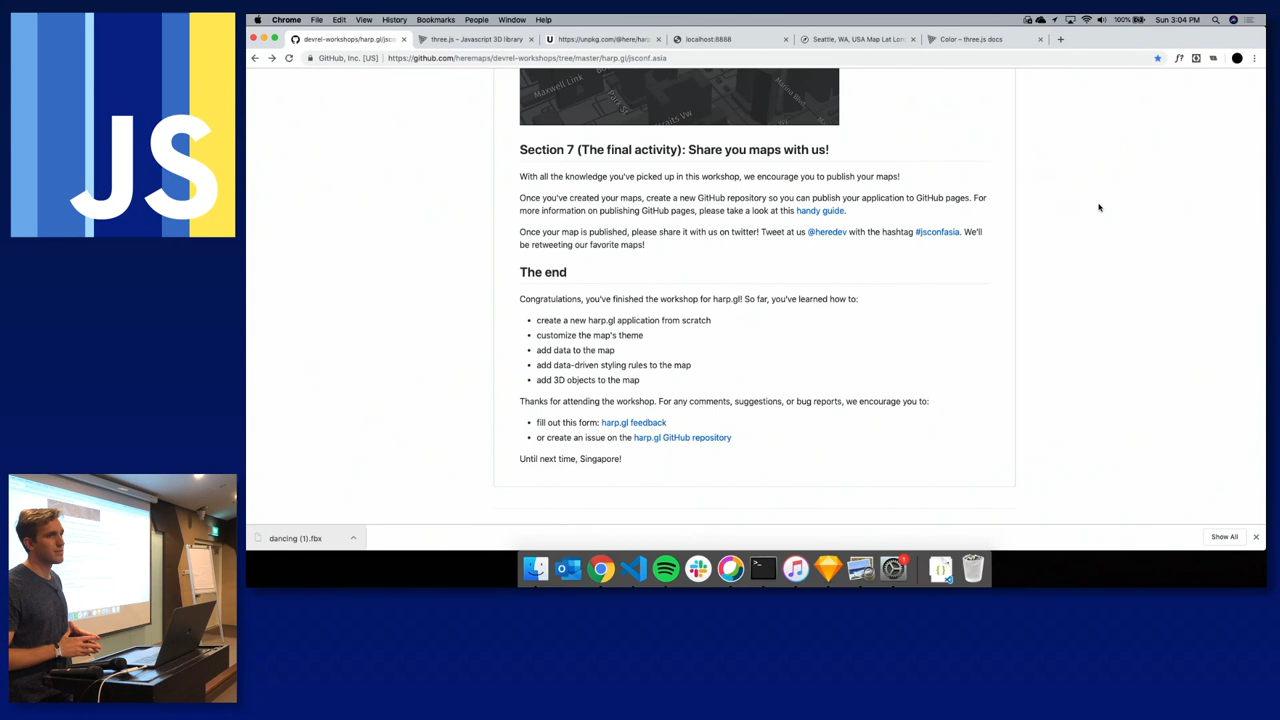 JS
Chrome File Edit View History Bookmarks People Window Help 100% Sun 3:04 PM
devrel-workshops/harp.gl/jsc × three.js – Javascript 3D library × https://unpkg.com/@here/harp × localhost:8888 × Seattle, WA, USA Map Lat Lon × Color – three.js docs ×
GitHub, Inc. [US] https://github.com/heremaps/devrel-workshops/tree/master/harp.gl/jsconf.asia
Maxwell Link
Park St
Marina Blvd
Straits Vw
Section 7 (The final activity): Share you maps with us!
With all the knowledge you've picked up in this workshop, we encourage you to publish your maps!
Once you've created your maps, create a new GitHub repository so you can publish your application to GitHub pages. For
more information on publishing GitHub pages, please take a look at this handy guide.
Once your map is published, please share it with us on twitter! Tweet at us @heredev with the hashtag #jsconfasia. We'll
be retweeting our favorite maps!
The end
Congratulations, you've finished the workshop for harp.gl! So far, you've learned how to:
• create a new harp.gl application from scratch
• customize the map's theme
• add data to the map
• add data-driven styling rules to the map
• add 3D objects to the map
Thanks for attending the workshop. For any comments, suggestions, or bug reports, we encourage you to:
• fill out this form: harp.gl feedback
• or create an issue on the harp.gl GitHub repository
Until next time, Singapore!
dancing (1).fbx
Show All
1